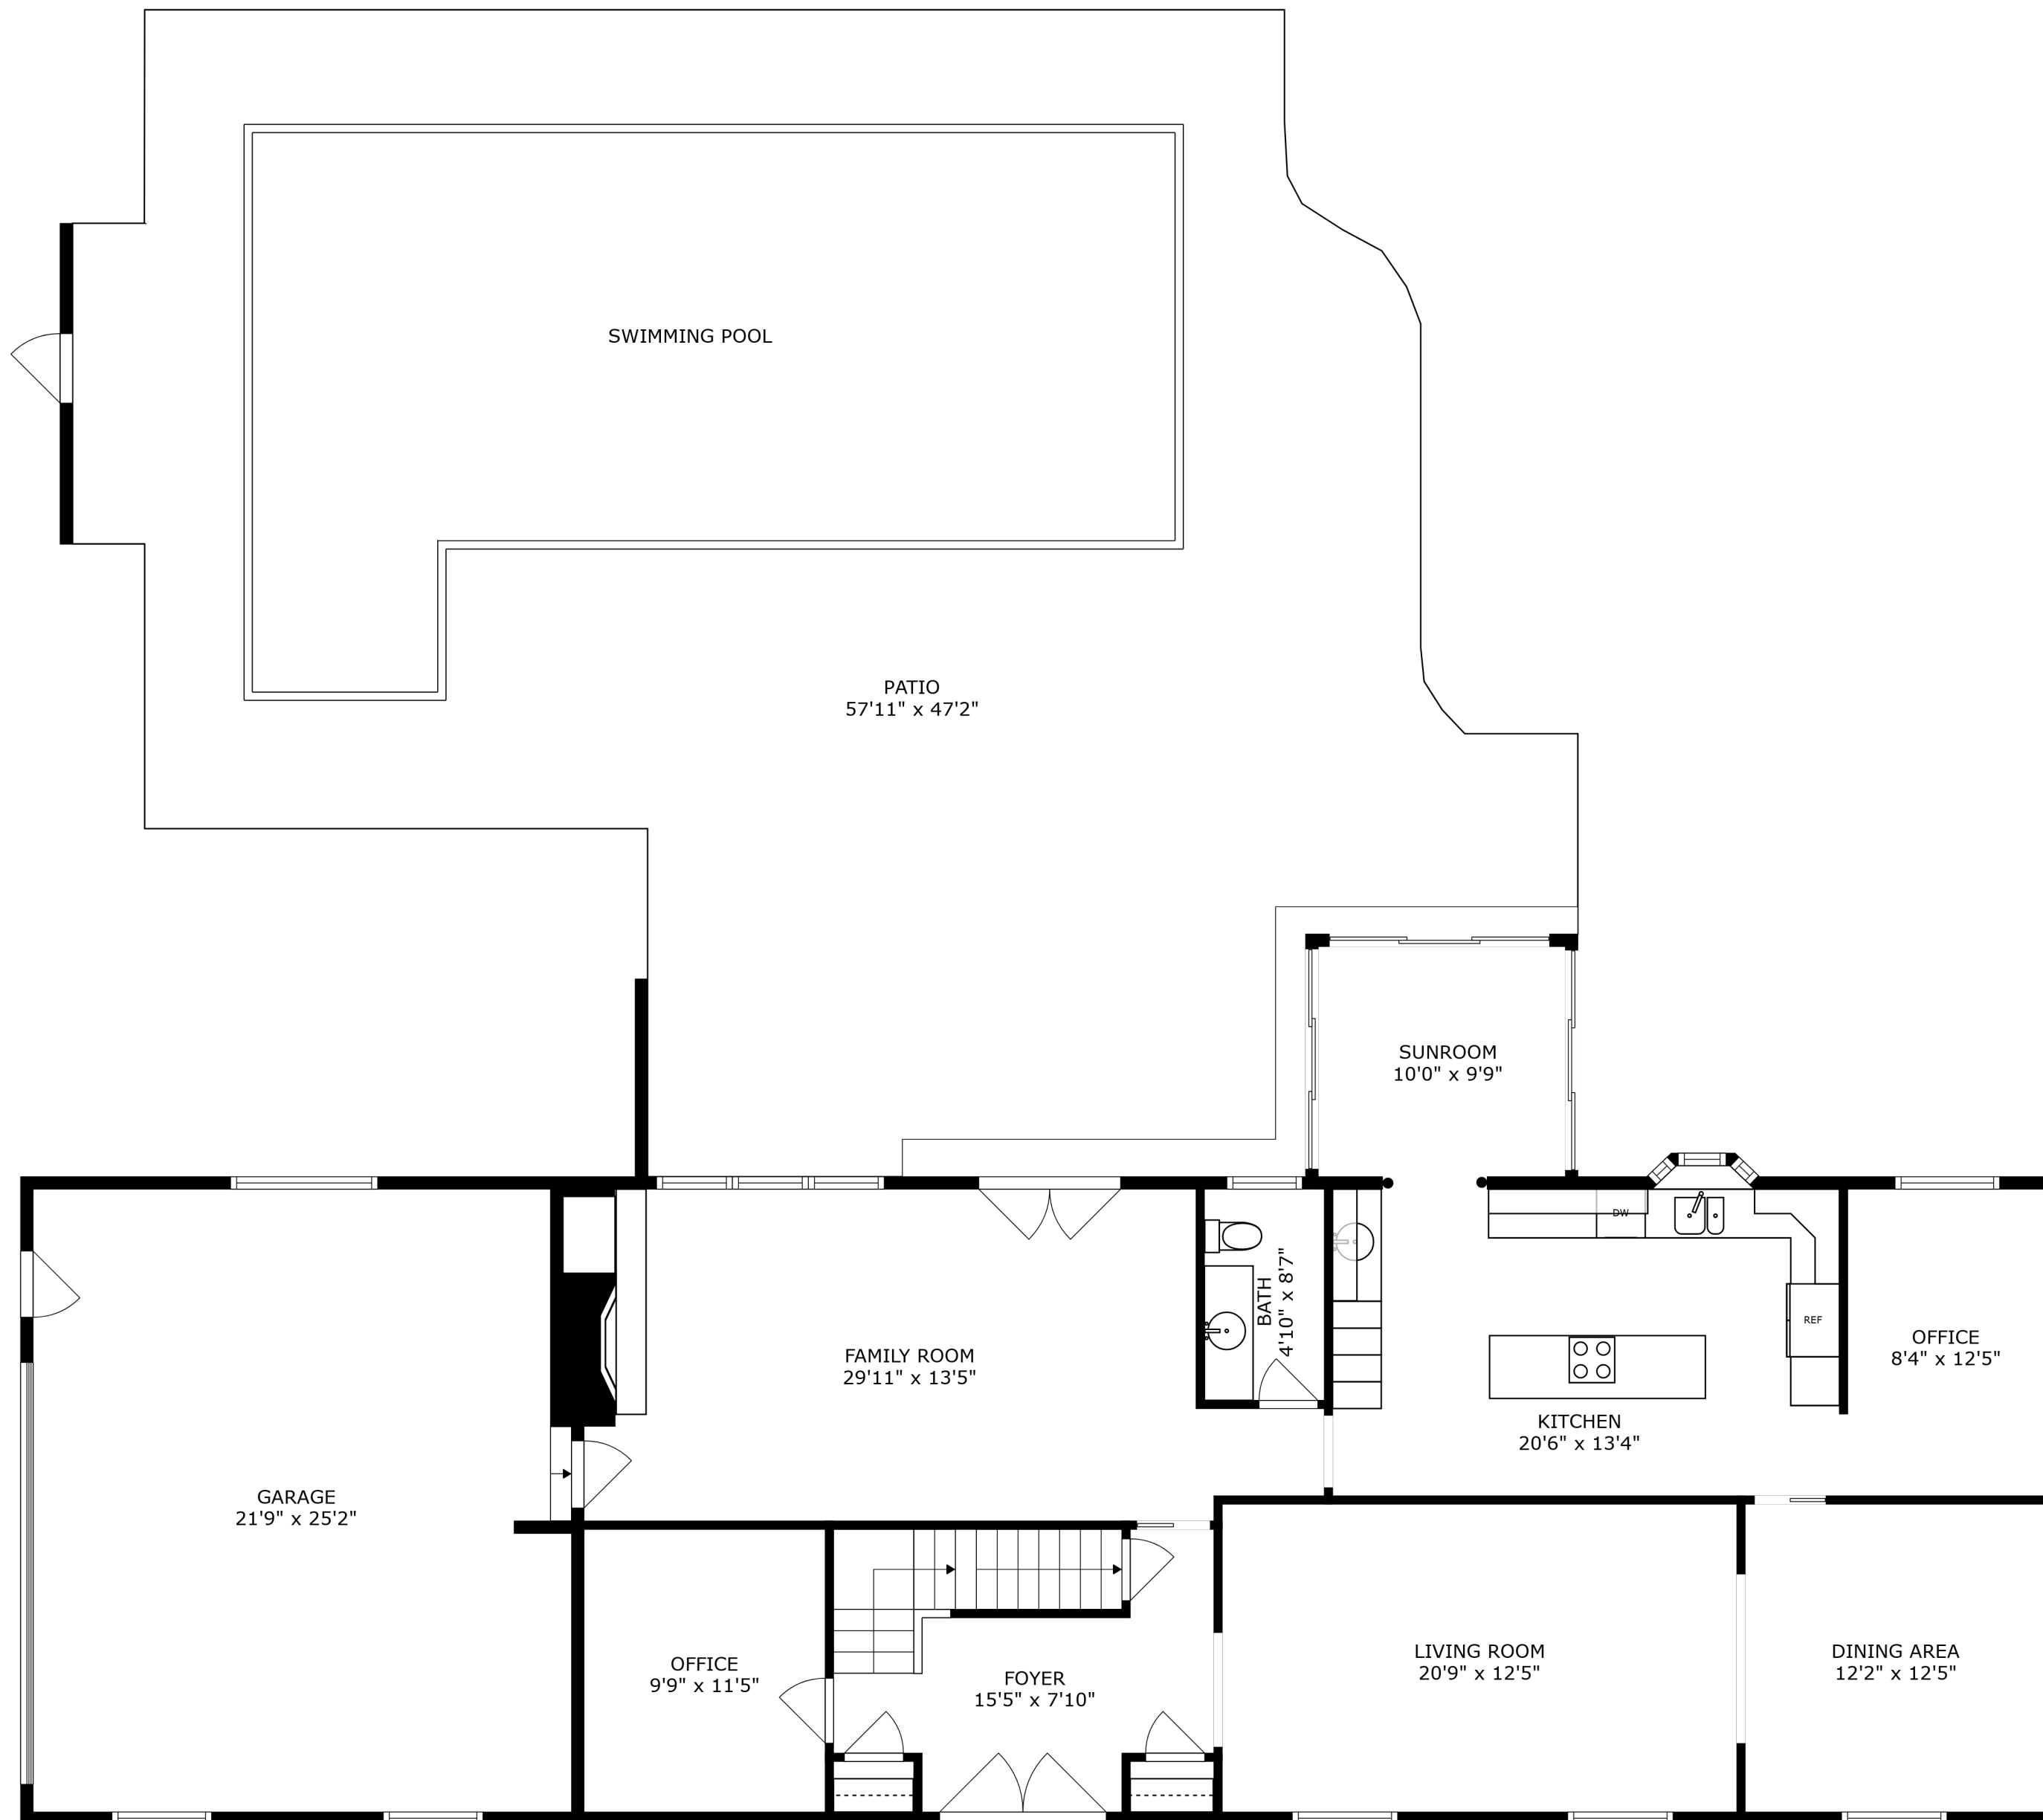 SWIMMING POOL
PATIO
57'11" x 47'2"
SUNROOM
10'0" x 9'9"
DW
BATH
4'10" x 8'7"
REF
FAMILY ROOM
29'11" x 13'5"
OFFICE
8'4" x 12'5"
KITCHEN
20'6" x 13'4"
GARAGE
21'9" x 25'2"
OFFICE
9'9" x 11'5"
FOYER
15'5" x 7'10"
LIVING ROOM
20'9" x 12'5"
DINING AREA
12'2" x 12'5"